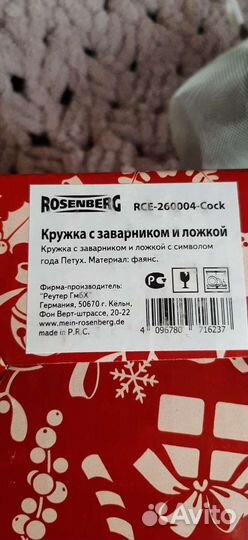 ROSENBERG RCE-260004-Cock
Кружка с заварником и ложкой
Кружка с заварником и ложкой с символом
года Петух. Материал: фаянс.
Фирма-производитель:
"Реутер ГмбХ"
Германия, 50670 г. Кёльн,
Фон Верт-штрассе, 20-22
www.mein-rosenberg.de
made in P.R.C.
4 096780 716237
Avito